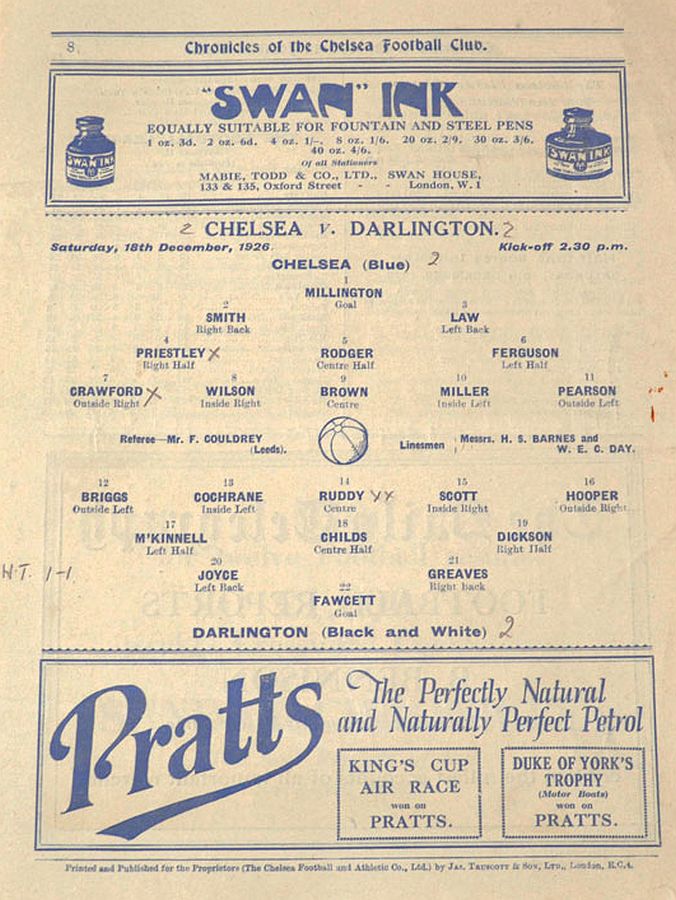 8.
Chronicles of the Chelsea Football Club.
"SWAN" INK
EQUALLY SUITABLE FOR FOUNTAIN AND STEEL PENS
1 oz. 3d. 2 oz. 6d. 4 oz. 1/-. 8 oz. 1/6. 20 oz. 2/9. 30 oz. 3/6.
40 oz. 4/6.
Of all Stationers
MABIE, TODD & CO., LTD., SWAN HOUSE,
133 & 135, Oxford Street - - London, W.1
SWAN INK
SWAN INK
2 CHELSEA v. DARLINGTON. 2
Saturday, 18th December, 1926. Kick-off 2.30 p.m.
CHELSEA (Blue) 2
1
MILLINGTON
Goal
2 3
SMITH LAW
Right Back Left Back
4 5 6
PRIESTLEY x RODGER FERGUSON
Right Half Centre Half Left Half
7 8 9 10 11
CRAWFORD x WILSON BROWN MILLER PEARSON
Outside Right Inside Right Centre Inside Left Outside Left
Referee—Mr. F. COULDREY
(Leeds).
Linesmen Messrs. H. S. BARNES and
W. E. C. DAY.
12 13 14 15 16
BRIGGS COCHRANE RUDDY xx SCOTT HOOPER
Outside Left Inside Left Centre Inside Right Outside Right
17 18 19
M'KINNELL CHILDS DICKSON
Left Half Centre Half Right Half
20 21
JOYCE GREAVES
Left Back Right Back
H.T. 1-1
22
FAWCETT
Goal
DARLINGTON (Black and White) 2
Pratts
The Perfectly Natural
and Naturally Perfect Petrol
KING'S CUP
AIR RACE
won on
PRATTS.
DUKE OF YORK'S
TROPHY
(Motor Boats)
won on
PRATTS.
Printed and Published for the Proprietors (The Chelsea Football and Athletic Co., Ltd.) by JAS. TRUSCOTT & SON, LTD., London, E.C.4.